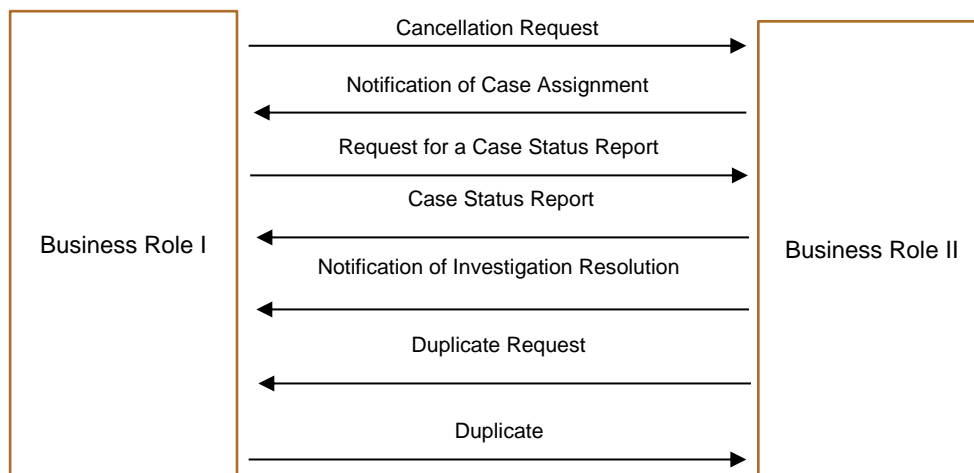 Cancellation Request
Notification of Case Assignment
Request for a Case Status Report
Case Status Report
Business Role I
Business Role II
Notification of Investigation Resolution
Duplicate Request
Duplicate